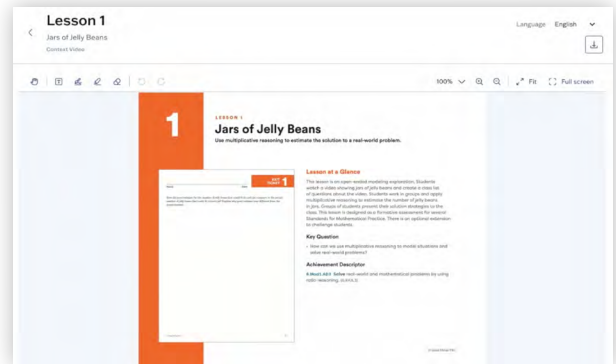 Lesson 1
Jars of Jelly Beans
Context Video
Language English
100%
Fit
Full screen
1
LESSON 1
Jars of Jelly Beans
Use multiplicative reasoning to estimate the solution to a real-world problem.
EXIT
TICKET 1
Lesson at a Glance
This lesson is an open-ended modeling exploration. Students
watch a video showing jars of jelly beans and create a class list
of questions about the video. Students work in groups and apply
multiplicative reasoning to estimate the number of jelly beans
in jars. Groups of students present their solution strategies to the
class. This lesson is designed as a formative assessment for several
Standards for Mathematical Practice. There is an optional extension
to challenge students.
Key Question
• How can we use multiplicative reasoning to model situations and
solve real-world problems?
Achievement Descriptor
Solve real-world and mathematical problems by using
ratio reasoning.